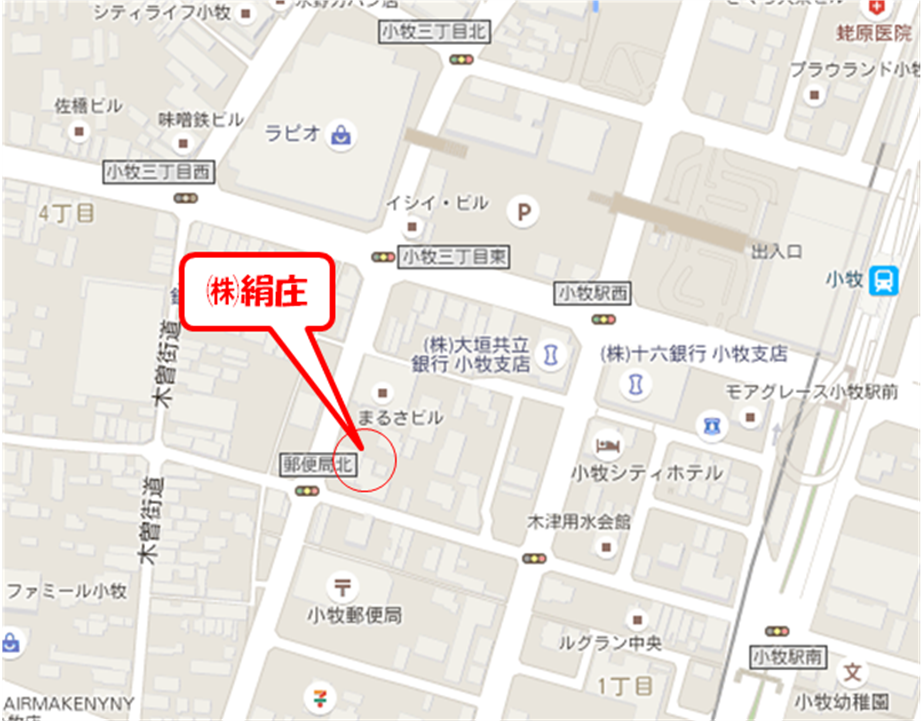 シティライフ小牧
小牧三丁目北
蛯原医院
ブラウランド小牧
佐橋ビル
味噌鉄ビル
ラピオ
小牧三丁目西
4丁目
イシイ・ビル
P
小牧三丁目東
出入口
小牧
小牧駅西
㈱絹庄
木曽街道
(株)大垣共立
銀行 小牧支店
(株)十六銀行 小牧支店
モアグレース小牧駅前
まるさビル
郵便局北
小牧シティホテル
木曽街道
木津用水会館
ファミール小牧
小牧郵便局
ルグラン中央
小牧駅南
1丁目
文
小牧幼稚園
7
AIRMAKENYNY